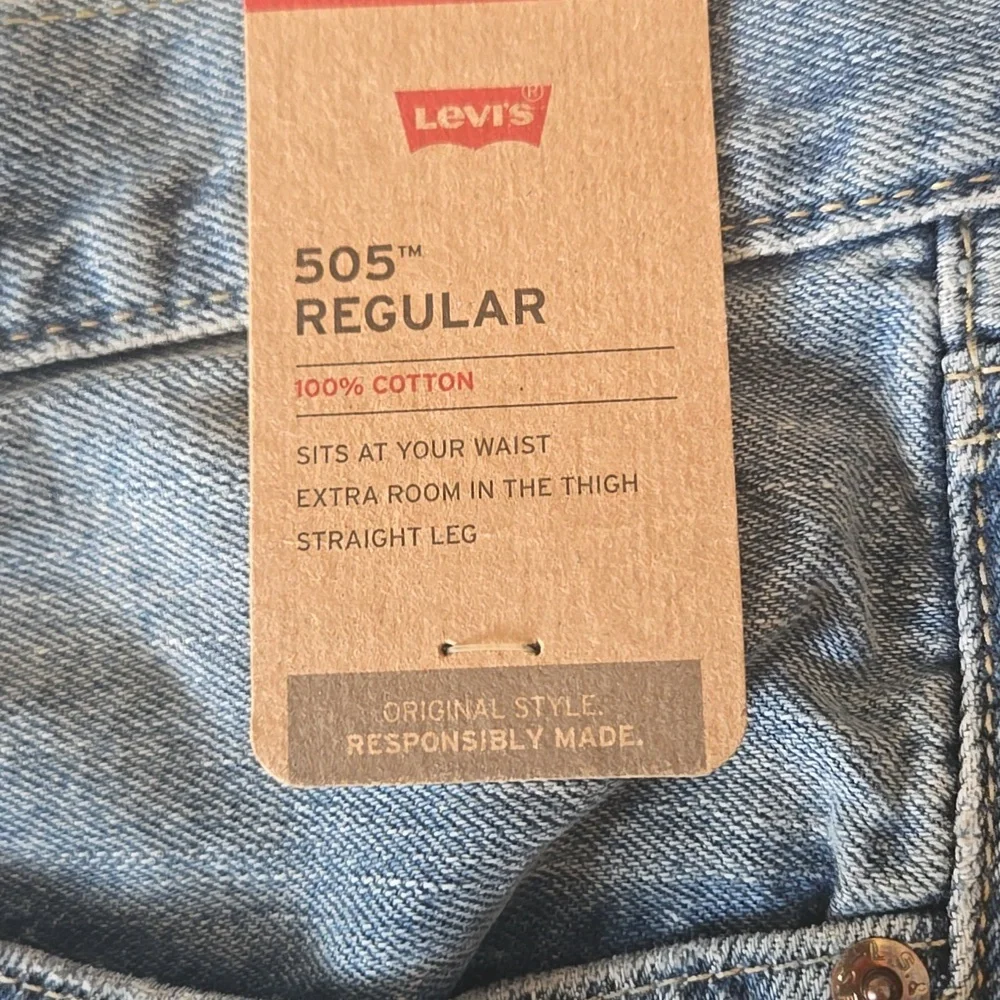 Levi's®
505™
REGULAR
100% COTTON
SITS AT YOUR WAIST
EXTRA ROOM IN THE THIGH
STRAIGHT LEG
ORIGINAL STYLE.
RESPONSIBLY MADE.